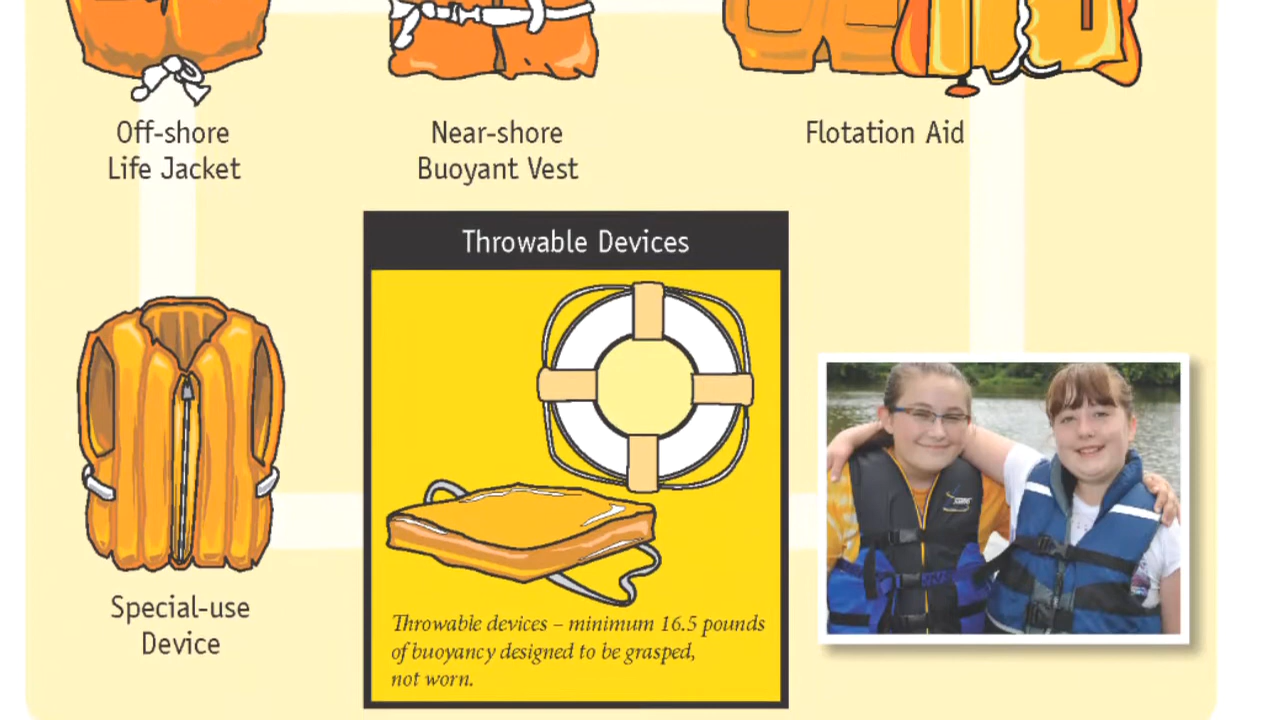 Off-shore
Life Jacket
Near-shore
Buoyant Vest
Flotation Aid
Throwable Devices
Special-use
Device
Throwable devices – minimum 16.5 pounds
of buoyancy designed to be grasped,
not worn.